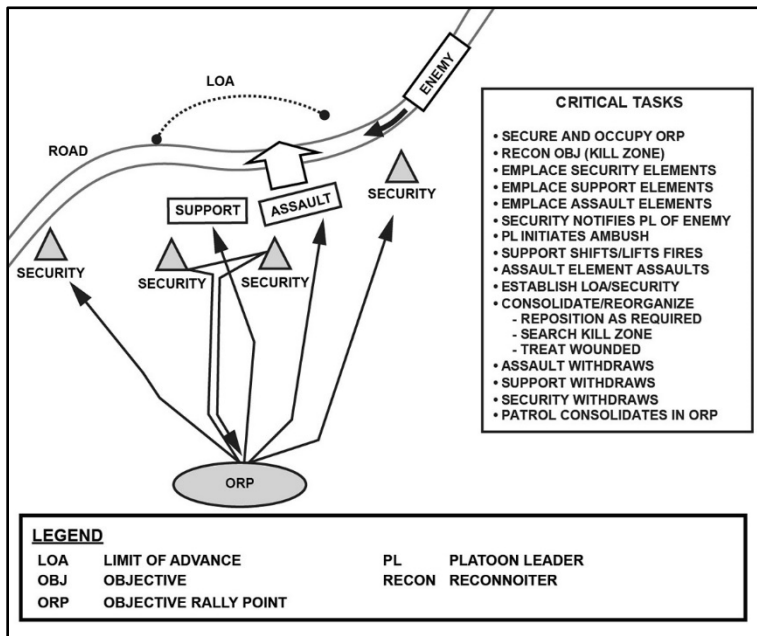 LOA
ENEMY
ROAD
SECURITY
SUPPORT
ASSAULT
SECURITY
SECURITY
SECURITY
ORP
CRITICAL TASKS
• SECURE AND OCCUPY ORP
• RECON OBJ (KILL ZONE)
• EMPLACE SECURITY ELEMENTS
• EMPLACE SUPPORT ELEMENTS
• EMPLACE ASSAULT ELEMENTS
• SECURITY NOTIFIES PL OF ENEMY
• PL INITIATES AMBUSH
• SUPPORT SHIFTS/LIFTS FIRES
• ASSAULT ELEMENT ASSAULTS
• ESTABLISH LOA/SECURITY
• CONSOLIDATE/REORGANIZE
- REPOSITION AS REQUIRED
- SEARCH KILL ZONE
- TREAT WOUNDED
• ASSAULT WITHDRAWS
• SUPPORT WITHDRAWS
• SECURITY WITHDRAWS
• PATROL CONSOLIDATES IN ORP
LEGEND
LOA LIMIT OF ADVANCE PL PLATOON LEADER
OBJ OBJECTIVE RECON RECONNOITER
ORP OBJECTIVE RALLY POINT